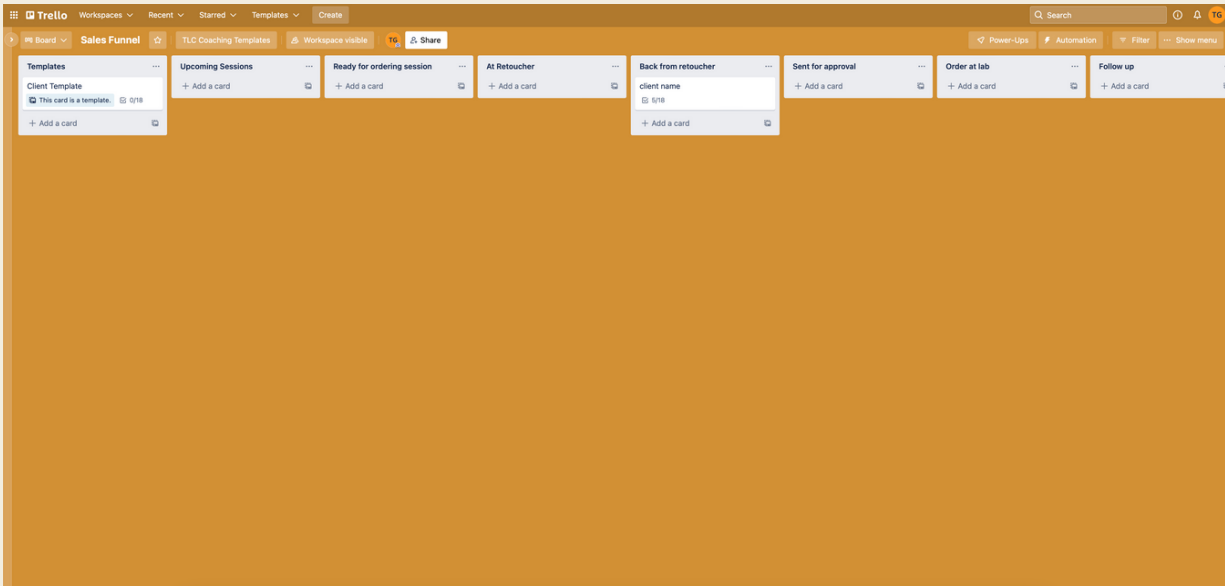 Trello Workspaces Recent Starred Templates Create Search TG
Board Sales Funnel TLC Coaching Templates Workspace visible TG Share Power-Ups Automation Filter ··· Show menu
Templates ···
Client Template
This card is a template. 0/18
+ Add a card
Upcoming Sessions ···
+ Add a card
Ready for ordering session ···
+ Add a card
At Retoucher ···
+ Add a card
Back from retoucher ···
client name
5/18
+ Add a card
Sent for approval ···
+ Add a card
Order at lab ···
+ Add a card
Follow up
+ Add a card